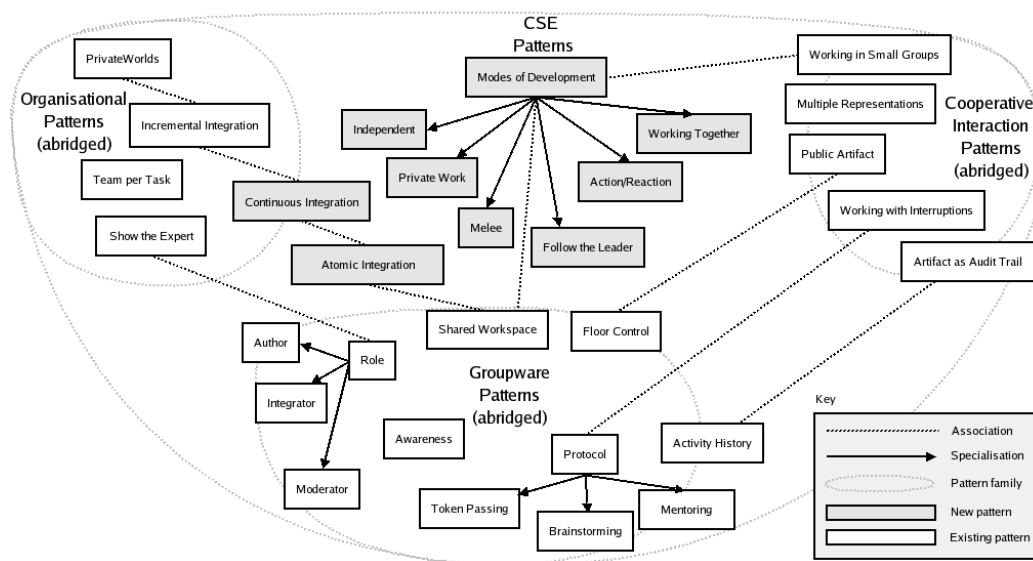 CSE
Patterns
PrivateWorlds
Organisational
Patterns
(abridged)
Incremental Integration
Team per Task
Show the Expert
Continuous Integration
Atomic Integration
Modes of Development
Independent
Private Work
Melee
Follow the Leader
Action/Reaction
Working Together
Working in Small Groups
Multiple Representations
Cooperative
Interaction
Patterns
(abridged)
Public Artifact
Working with Interruptions
Artifact as Audit Trail
Shared Workspace
Floor Control
Author
Role
Integrator
Moderator
Groupware
Patterns
(abridged)
Awareness
Protocol
Activity History
Token Passing
Brainstorming
Mentoring
Key
Association
Specialisation
Pattern family
New pattern
Existing pattern